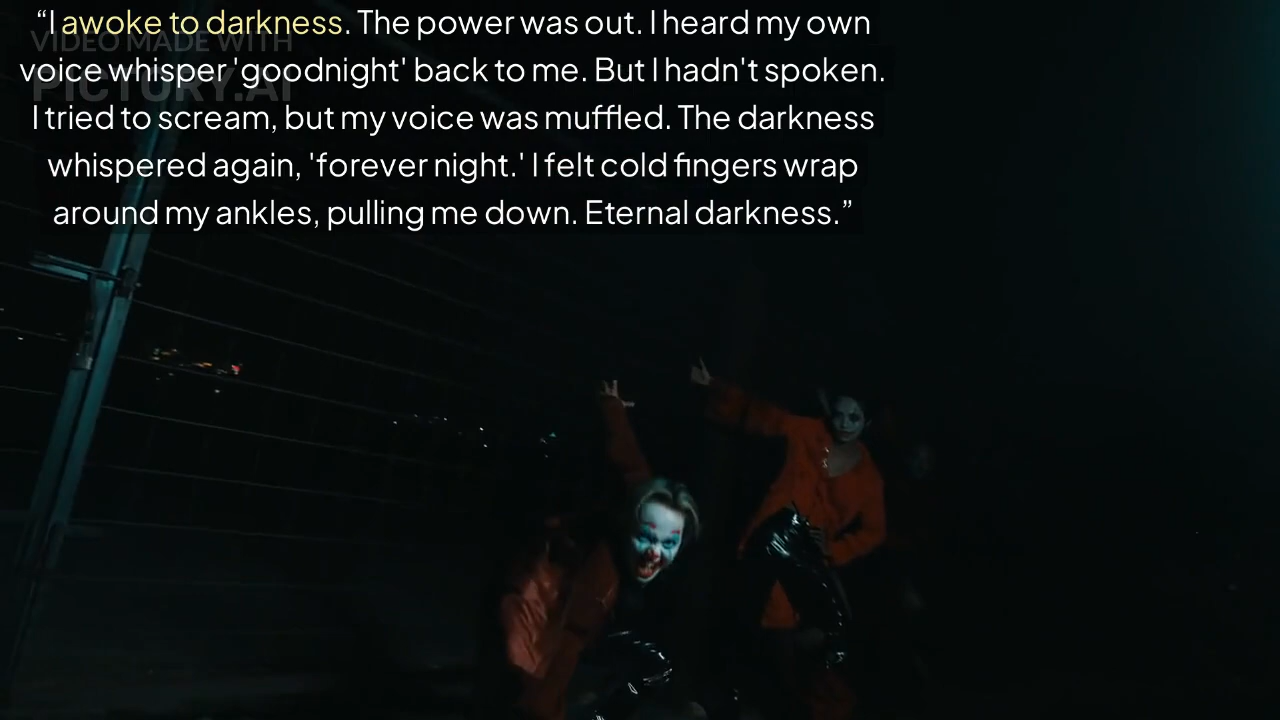 “I awoke to darkness. The power was out. I heard my own
VIDEO MADE WITH
voice whisper 'goodnight' back to me. But I hadn't spoken.
PICTORY.AI
I tried to scream, but my voice was muffled. The darkness
whispered again, 'forever night.' I felt cold fingers wrap
around my ankles, pulling me down. Eternal darkness.”